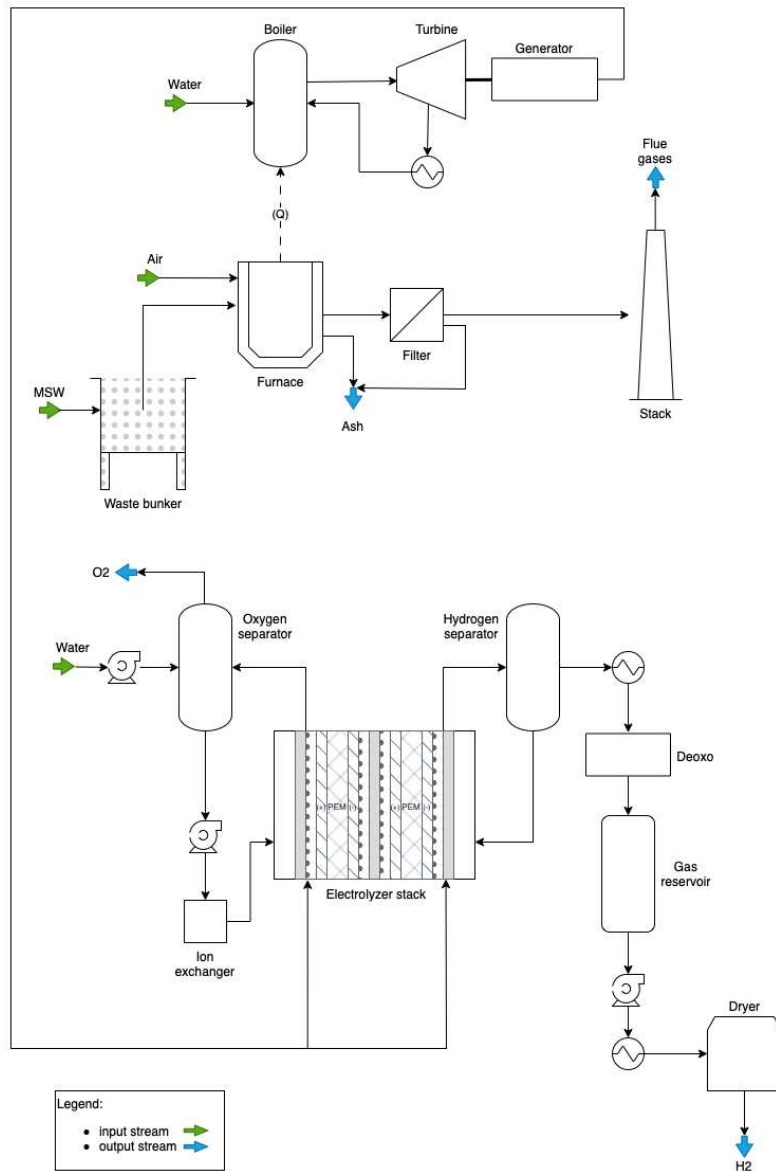 Boiler
Turbine
Generator
Water
Flue
gases
(Q)
Air
Filter
Furnace
MSW
Ash
Stack
Waste bunker
O2
Oxygen
separator
Hydrogen
separator
Water
Deoxo
(+) PEM (-)
(+) PEM (-)
Gas
reservoir
Electrolyzer stack
Ion
exchanger
Dryer
Legend:
• input stream
• output stream
H2